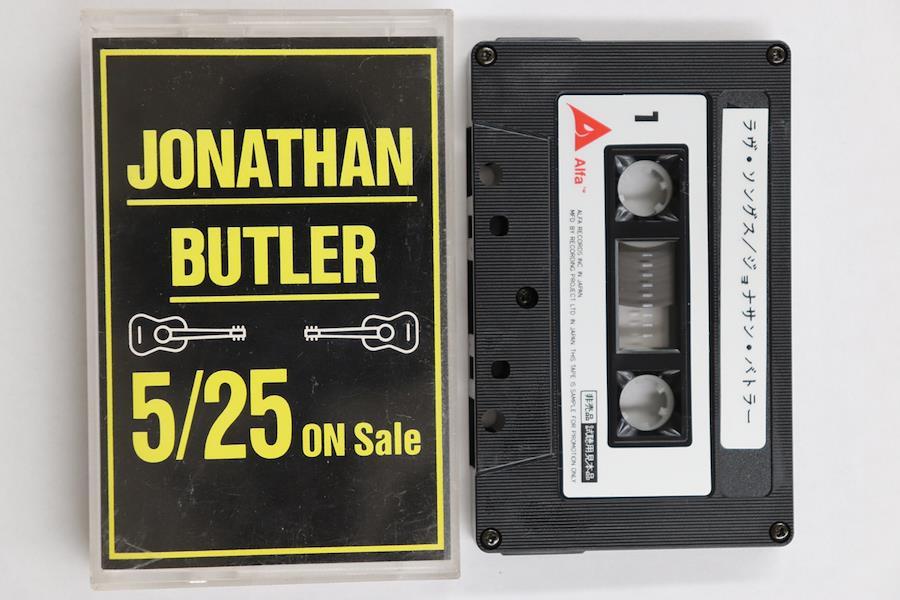 JONATHAN
BUTLER
5/25 ON Sale
1
Alfa™
ラヴ・ソングス/ジョナサン・バトラー
ALFA RECORDS INC. IN JAPAN
MFD BY RECORDING PROJECT LTD. IN JAPAN. THIS TAPE IS SAMPLE FOR PROMOTION ONLY
非売品 試聴用見本品